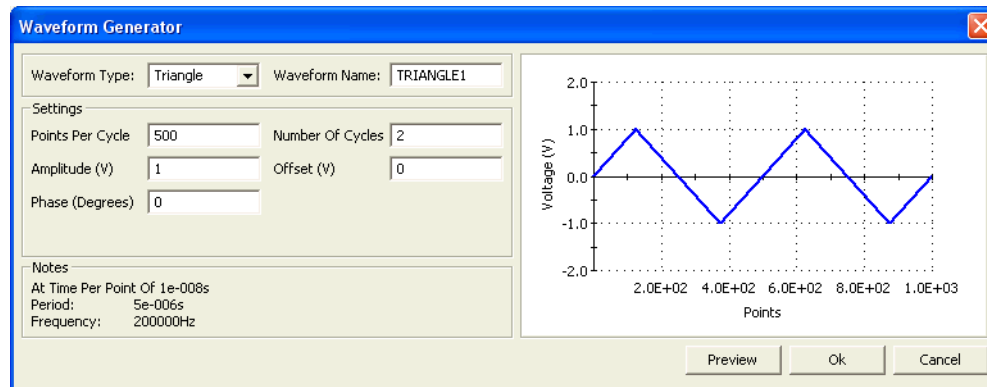 Waveform Generator
Waveform Type: Triangle Waveform Name: TRIANGLE1
Settings
Points Per Cycle 500 Number Of Cycles 2
Amplitude (V) 1 Offset (V) 0
Phase (Degrees) 0
Notes
At Time Per Point Of 1e-008s
Period: 5e-006s
Frequency: 200000Hz
2.0
1.0
0.0
-1.0
-2.0
Voltage (V)
2.0E+02 4.0E+02 6.0E+02 8.0E+02 1.0E+03
Points
Preview Ok Cancel